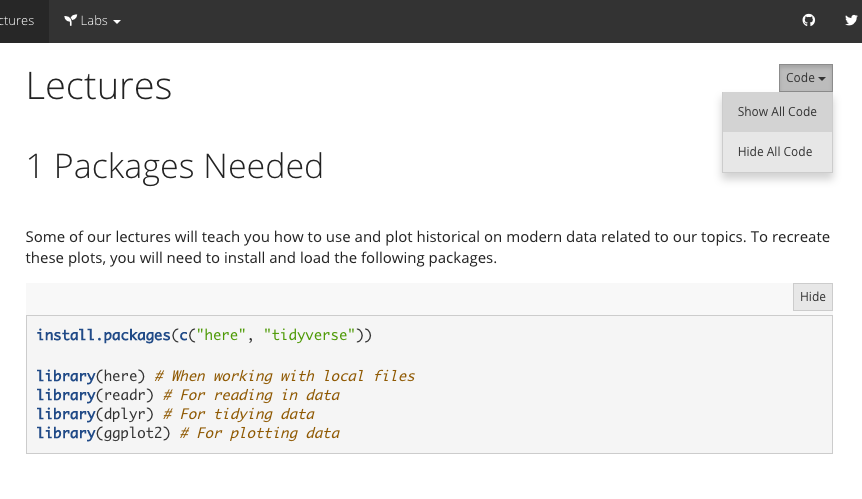 ctures Labs
Lectures
Code
Show All Code
Hide All Code
1 Packages Needed
Some of our lectures will teach you how to use and plot historical on modern data related to our topics. To recreate
these plots, you will need to install and load the following packages.
Hide
install.packages(c("here", "tidyverse"))
library(here) # When working with local files
library(readr) # For reading in data
library(dplyr) # For tidying data
library(ggplot2) # For plotting data